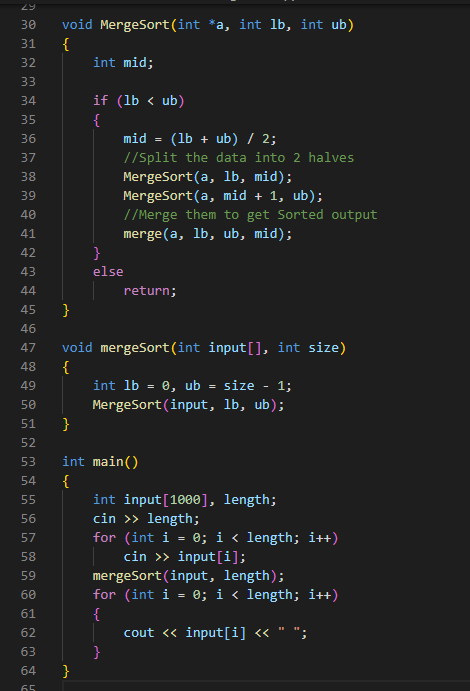 29
30 void MergeSort(int *a, int lb, int ub)
31 {
32     int mid;
33
34     if (lb < ub)
35     {
36         mid = (lb + ub) / 2;
37         //Split the data into 2 halves
38         MergeSort(a, lb, mid);
39         MergeSort(a, mid + 1, ub);
40         //Merge them to get Sorted output
41         merge(a, lb, ub, mid);
42     }
43     else
44         return;
45 }
46
47 void mergeSort(int input[], int size)
48 {
49     int lb = 0, ub = size - 1;
50     MergeSort(input, lb, ub);
51 }
52
53 int main()
54 {
55     int input[1000], length;
56     cin >> length;
57     for (int i = 0; i < length; i++)
58         cin >> input[i];
59     mergeSort(input, length);
60     for (int i = 0; i < length; i++)
61     {
62         cout << input[i] << " ";
63     }
64 }
65